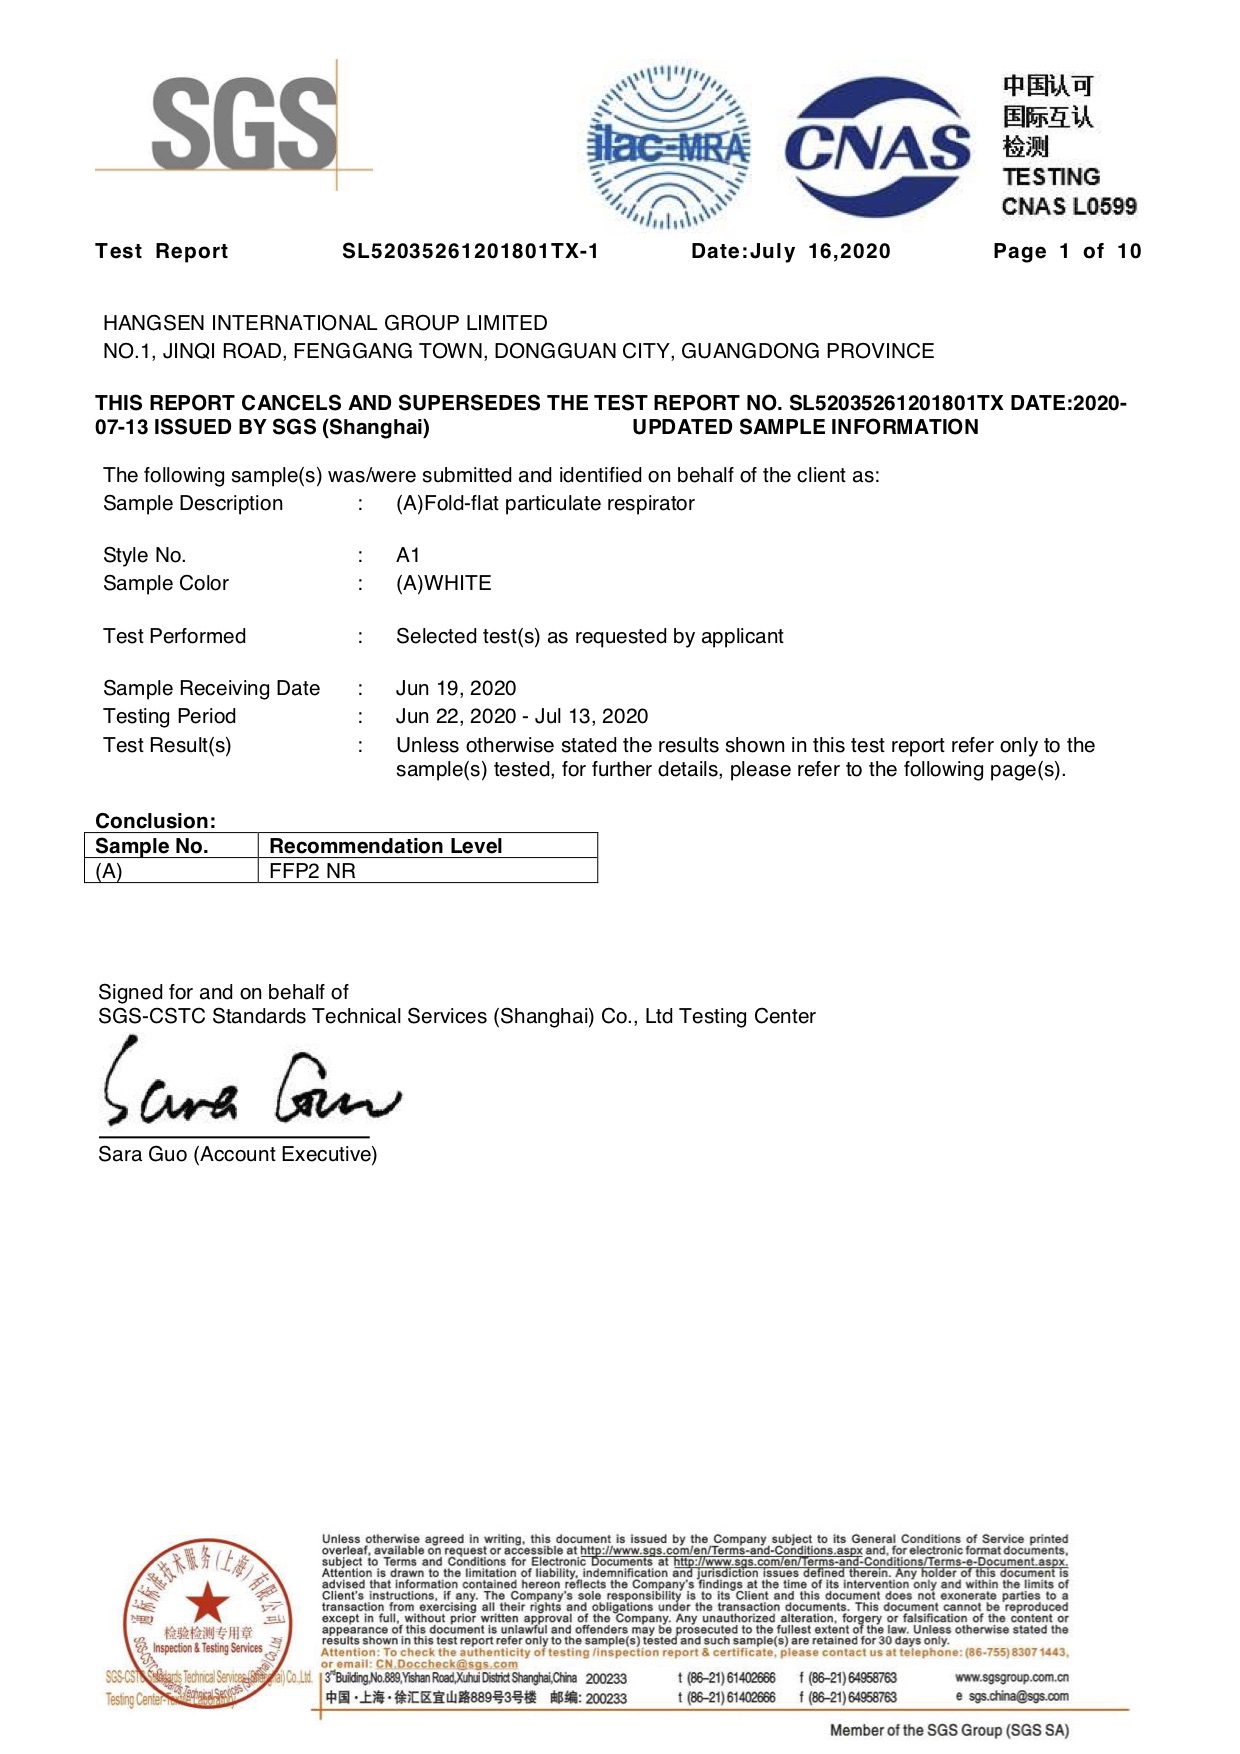 SGS
ilac-MRA
CNAS
中国认可
国际互认
检测
TESTING
CNAS L0599
Test Report SL52035261201801TX-1 Date:July 16,2020 Page 1 of 10
HANGSEN INTERNATIONAL GROUP LIMITED
NO.1, JINQI ROAD, FENGGANG TOWN, DONGGUAN CITY, GUANGDONG PROVINCE
THIS REPORT CANCELS AND SUPERSEDES THE TEST REPORT NO. SL52035261201801TX DATE:2020-
07-13 ISSUED BY SGS (Shanghai) UPDATED SAMPLE INFORMATION
The following sample(s) was/were submitted and identified on behalf of the client as:
Sample Description : (A)Fold-flat particulate respirator
Style No. : A1
Sample Color : (A)WHITE
Test Performed : Selected test(s) as requested by applicant
Sample Receiving Date : Jun 19, 2020
Testing Period : Jun 22, 2020 - Jul 13, 2020
Test Result(s) : Unless otherwise stated the results shown in this test report refer only to the
sample(s) tested, for further details, please refer to the following page(s).
Conclusion:
Sample No. Recommendation Level
(A) FFP2 NR
Signed for and on behalf of
SGS-CSTC Standards Technical Services (Shanghai) Co., Ltd Testing Center
Sara Guo
Sara Guo (Account Executive)
Unless otherwise agreed in writing, this document is issued by the Company subject to its General Conditions of Service printed
overleaf, available on request or accessible at http://www.sgs.com/en/Terms-and-Conditions.aspx and, for electronic format documents,
subject to Terms and Conditions for Electronic Documents at http://www.sgs.com/en/Terms-and-Conditions/Terms-e-Document.aspx.
Attention is drawn to the limitation of liability, indemnification and jurisdiction issues defined therein. Any holder of this document is
advised that information contained hereon reflects the Company's findings at the time of its intervention only and within the limits of
Client's instructions, if any. The Company's sole responsibility is to its Client and this document does not exonerate parties to a
transaction from exercising all their rights and obligations under the transaction documents. This document cannot be reproduced
except in full, without prior written approval of the Company. Any unauthorized alteration, forgery or falsification of the content or
appearance of this document is unlawful and offenders may be prosecuted to the fullest extent of the law. Unless otherwise stated the
results shown in this test report refer only to the sample(s) tested and such sample(s) are retained for 30 days only.
Attention: To check the authenticity of testing /inspection report & certificate, please contact us at telephone: (86-755) 8307 1443,
or email: CN.Doccheck@sgs.com
标标准技术服务(上海)有限公司
检验检测专用章
Inspection & Testing Services
SGS-CSTC Standards Technical Services (Shanghai) Co.,Ltd.
SGS-CSTC Standards Technical Services (Shanghai) Co.,Ltd.
Testing Center-Textile Laboratory
3rd Building,No.889,Yishan Road,Xuhui District Shanghai,China 200233 t (86–21) 61402666 f (86–21) 64958763 www.sgsgroup.com.cn
中国·上海·徐汇区宜山路889号3号楼 邮编: 200233 t (86–21) 61402666 f (86–21) 64958763 e sgs.china@sgs.com
Member of the SGS Group (SGS SA)